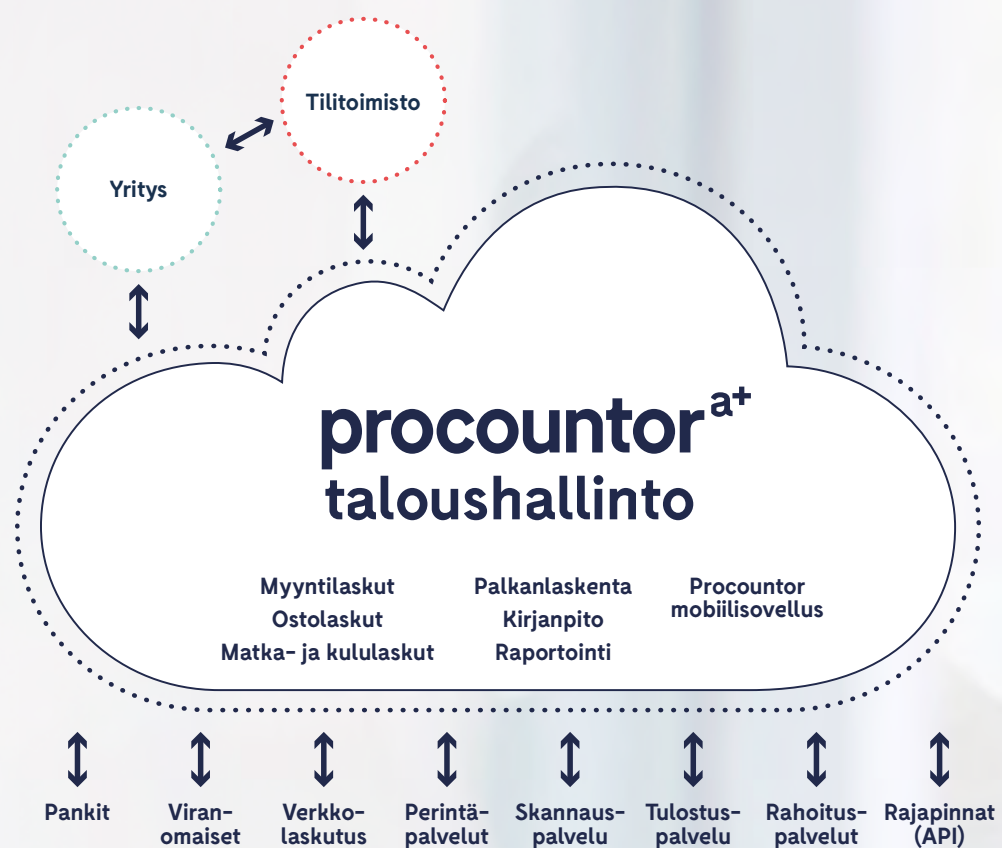 Tilitoimisto
Yritys
procountor a+
taloushallinto
Myyntilaskut
Ostolaskut
Matka- ja kululaskut
Palkanlaskenta
Kirjanpito
Raportointi
Procountor
mobiilisovellus
Pankit
Viran-
omaiset
Verkko-
laskutus
Perintä-
palvelut
Skannaus-
palvelu
Tulostus-
palvelu
Rahoitus-
palvelut
Rajapinnat
(API)